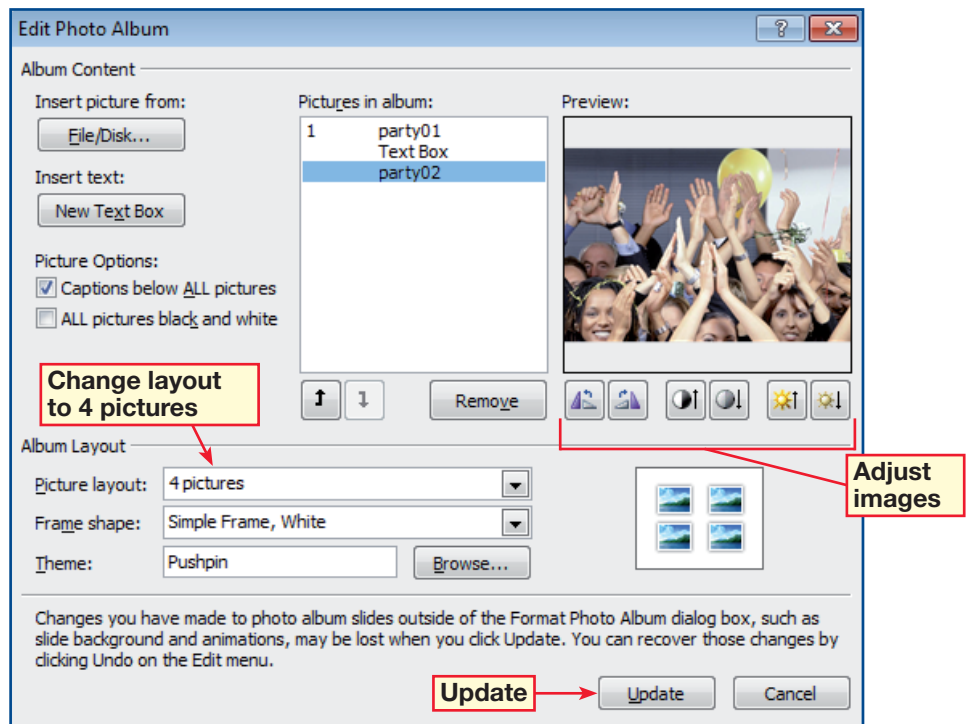 Edit Photo Album
Album Content
Insert picture from:
File/Disk...
Insert text:
New Text Box
Picture Options:
Captions below ALL pictures
ALL pictures black and white
Pictures in album:
1 party01
Text Box
party02
Remove
Preview:
Change layout
to 4 pictures
Adjust
images
Album Layout
Picture layout: 4 pictures
Frame shape: Simple Frame, White
Theme: Pushpin Browse...
Changes you have made to photo album slides outside of the Format Photo Album dialog box, such as
slide background and animations, may be lost when you click Update. You can recover those changes by
clicking Undo on the Edit menu.
Update
Update Cancel